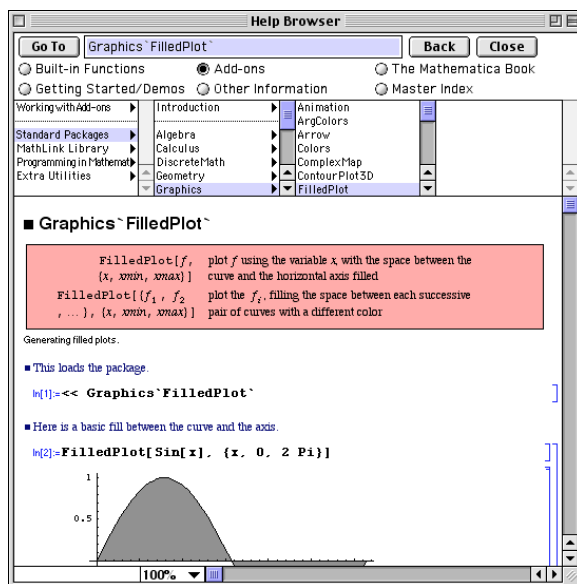 Help Browser
Go To Graphics`FilledPlot` Back Close
Built-in Functions Add-ons The Mathematica Book
Getting Started/Demos Other Information Master Index
Working with Add-ons Introduction Animation
ArgColors
Standard Packages Algebra Arrow
MathLink Library Calculus Colors
Programming in Mathemat DiscreteMath ComplexMap
Extra Utilities Geometry ContourPlot3D
Graphics FilledPlot
■ Graphics`FilledPlot`
FilledPlot[f, plot f using the variable x, with the space between the
{x, xmin, xmax}] curve and the horizontal axis filled
FilledPlot[{f1, f2 plot the fi, filling the space between each successive
, ...}, {x, xmin, xmax}] pair of curves with a different color
Generating filled plots.
■ This loads the package.
In[1]:=<< Graphics`FilledPlot`
■ Here is a basic fill between the curve and the axis.
In[2]:=FilledPlot[Sin[x], {x, 0, 2 Pi}]
1
0.5
100%